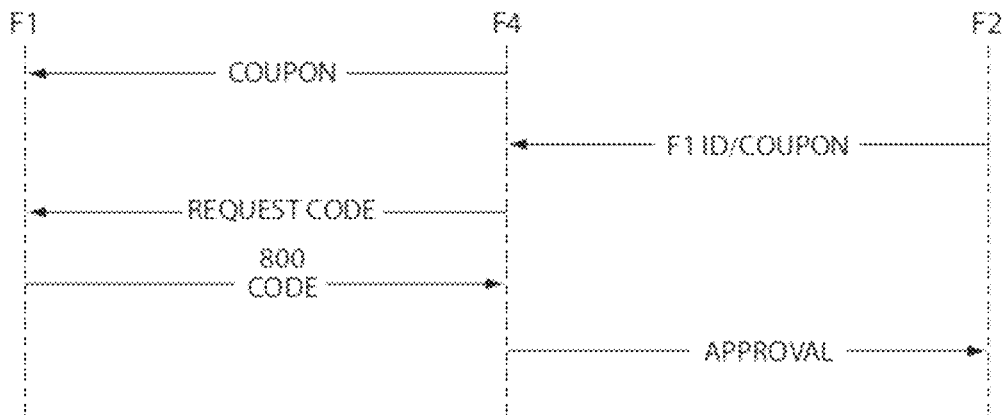 F1 F4 F2
COUPON
F1 ID/COUPON
REQUEST CODE
800
CODE
APPROVAL